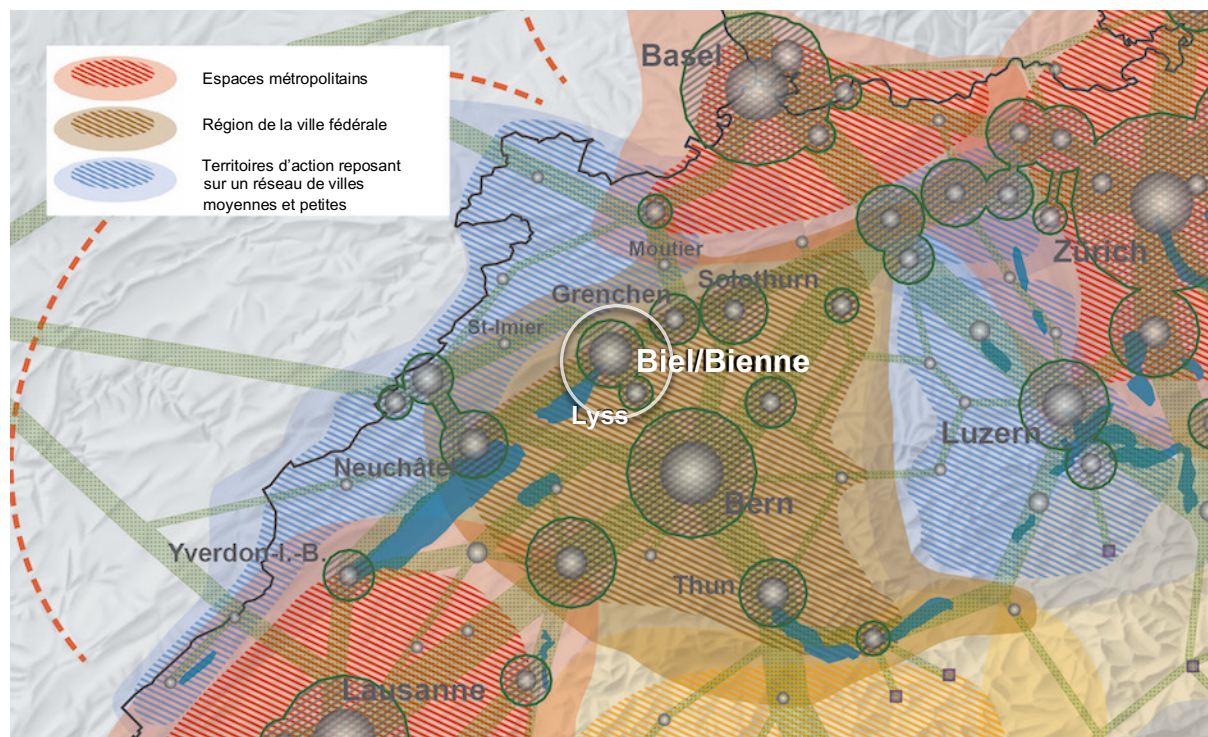 Basel
Espaces métropolitains
Région de la ville fédérale
Territoires d'action reposant
sur un réseau de villes
moyennes et petites
Moutier
Zürich
Solothurn
Grenchen
St-Imier
Biel/Bienne
Lyss
Luzern
Neuchâtel
Bern
Yverdon-l.-B.
Thun
Lausanne